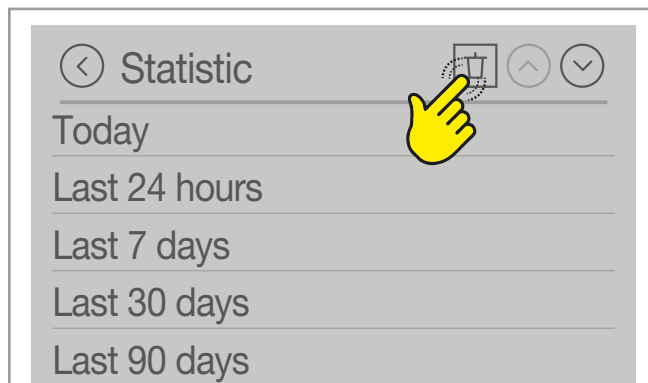 Statistic
Today
Last 24 hours
Last 7 days
Last 30 days
Last 90 days